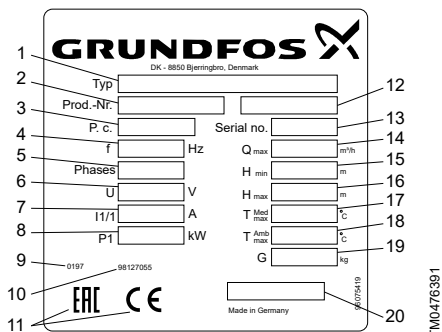 GRUNDFOS
DK - 8850 Bjerringbro, Denmark
1 Typ
2 Prod.-Nr. 12
3 P. c. Serial no. 13
4 f Hz Q max m³/h 14
5 Phases H min m 15
6 U V H max m 16
7 I1/1 A T Med max °C 17
8 P1 kW T Amb max °C 18
G kg 19
9 0197
10 98127055
11 EAC CE
Made in Germany 20
96075419
TM0476391